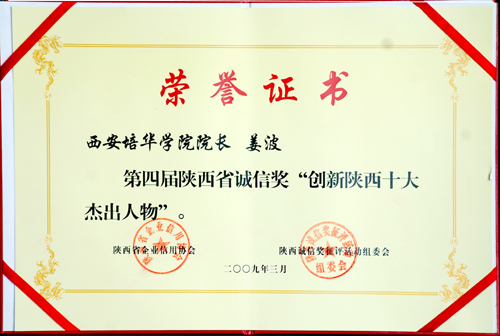 荣誉证书
西安培华学院院长 姜波
第四届陕西省诚信奖“创新陕西十大
杰出人物”。
陕西省企业信用协会 陕西诚信奖征评活动组委会
二〇〇九年三月